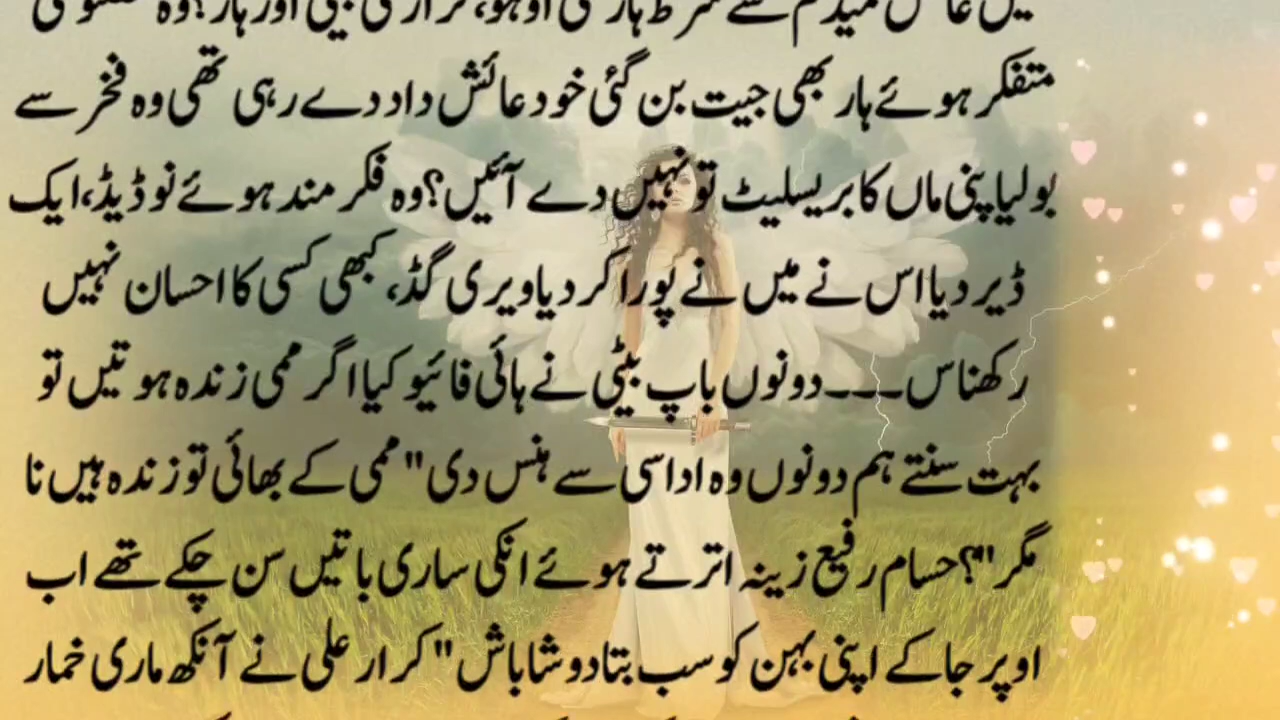 متفکر ہوئے ہار بھی جیت بن گئی خود عائش داد دے رہی تھی وہ فخر سے
بولیا اپنی ماں کا بریسلیٹ تو نہیں دے آئیں؟ وہ فکر مند ہوئے نو ڈیڈ، ایک
ڈیر دیا اس نے میں نے پورا کر دیا ویری گڈ، کبھی کسی کا احسان نہیں
رکھنا س۔۔۔ دونوں باپ بیٹی نے ہائی فائیو کیا اگر ممی زندہ ہوتیں تو
بہت سنتے ہم دونوں وہ اداسی سے ہنس دی "ممی کے بھائی تو زندہ ہیں نا
مگر"؟ حسام رفیع زینہ اترتے ہوئے انکی ساری باتیں سن چکے تھے اب
اوپر جا کے اپنی بہن کو سب بتا دو شاباش" کرار علی نے آنکھ ماری خمار